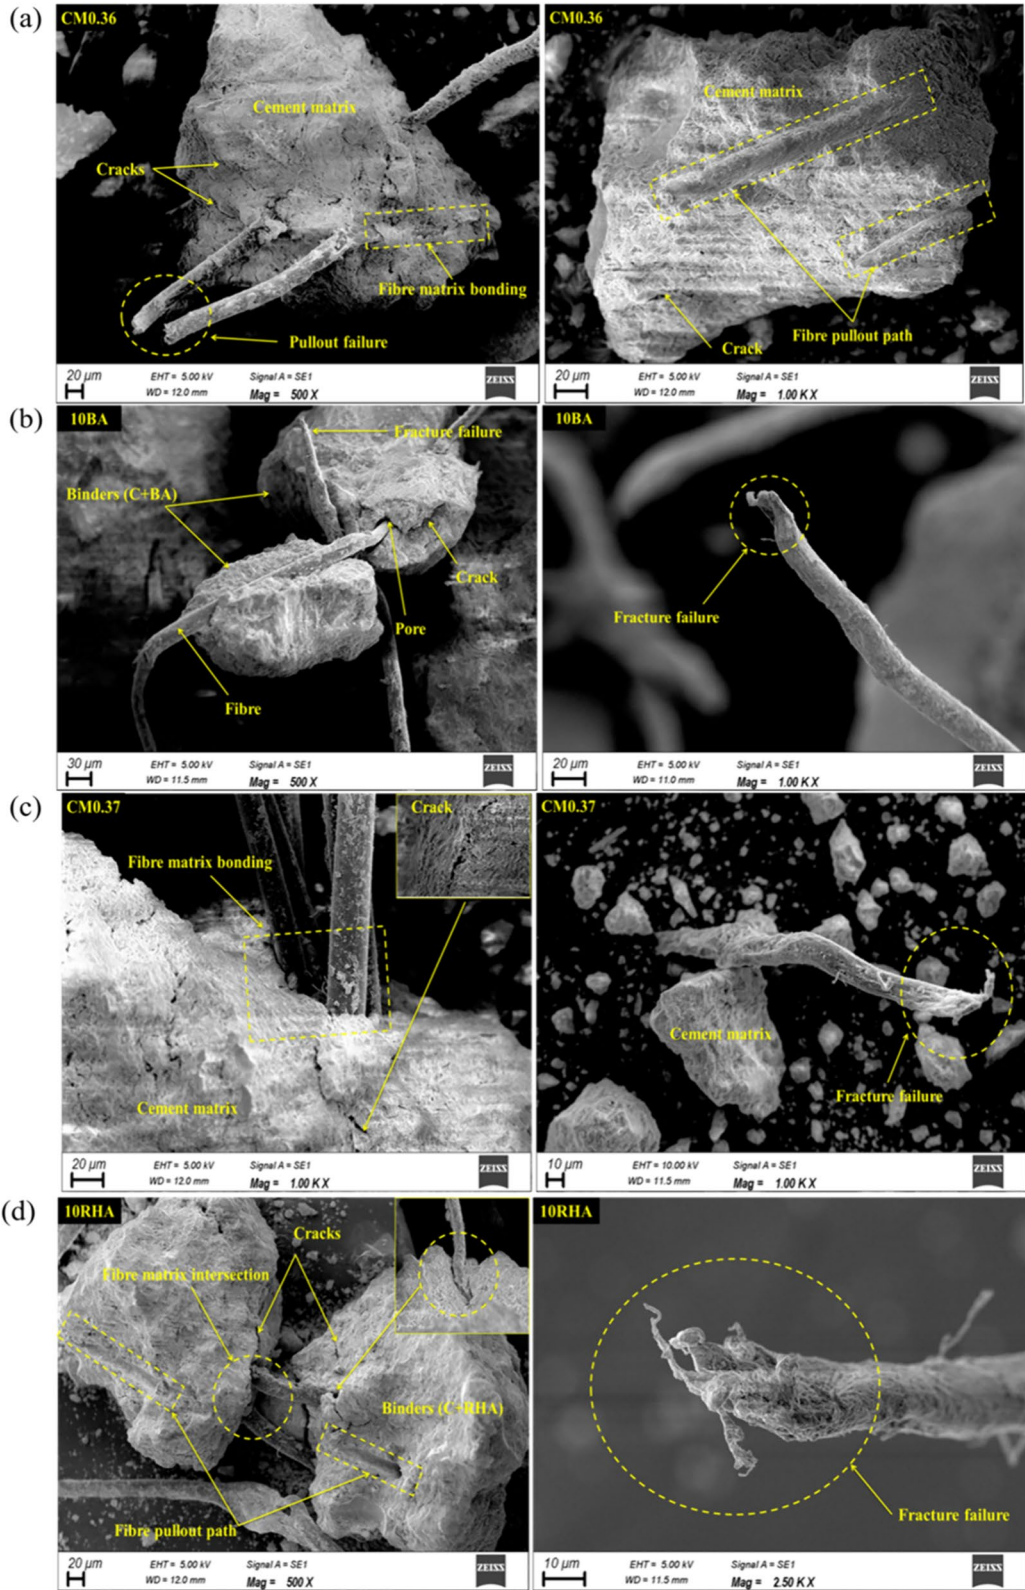 (a)
CM0.36
Cement matrix
Cracks
Fibre matrix bonding
Pullout failure
20 µm
EHT = 5.00 kV
WD = 12.0 mm
Signal A = SE1
Mag = 500 X
ZEISS
CM0.36
Cement matrix
Fibre pullout path
Crack
20 µm
EHT = 5.00 kV
WD = 12.0 mm
Signal A = SE1
Mag = 1.00 K X
ZEISS
(b)
10BA
Fracture failure
Binders (C+BA)
Crack
Pore
Fibre
30 µm
EHT = 5.00 kV
WD = 11.5 mm
Signal A = SE1
Mag = 500 X
ZEISS
10BA
Fracture failure
20 µm
EHT = 5.00 kV
WD = 11.0 mm
Signal A = SE1
Mag = 1.00 K X
ZEISS
(c)
CM0.37
Crack
Fibre matrix bonding
Cement matrix
20 µm
EHT = 5.00 kV
WD = 12.0 mm
Signal A = SE1
Mag = 1.00 K X
ZEISS
CM0.37
Cement matrix
Fracture failure
10 µm
EHT = 10.00 kV
WD = 11.5 mm
Signal A = SE1
Mag = 1.00 K X
ZEISS
(d)
10RHA
Cracks
Fibre matrix intersection
Binders (C+RHA)
Fibre pullout path
20 µm
EHT = 5.00 kV
WD = 12.0 mm
Signal A = SE1
Mag = 500 X
ZEISS
10RHA
Fracture failure
10 µm
EHT = 5.00 kV
WD = 11.5 mm
Signal A = SE1
Mag = 2.50 K X
ZEISS